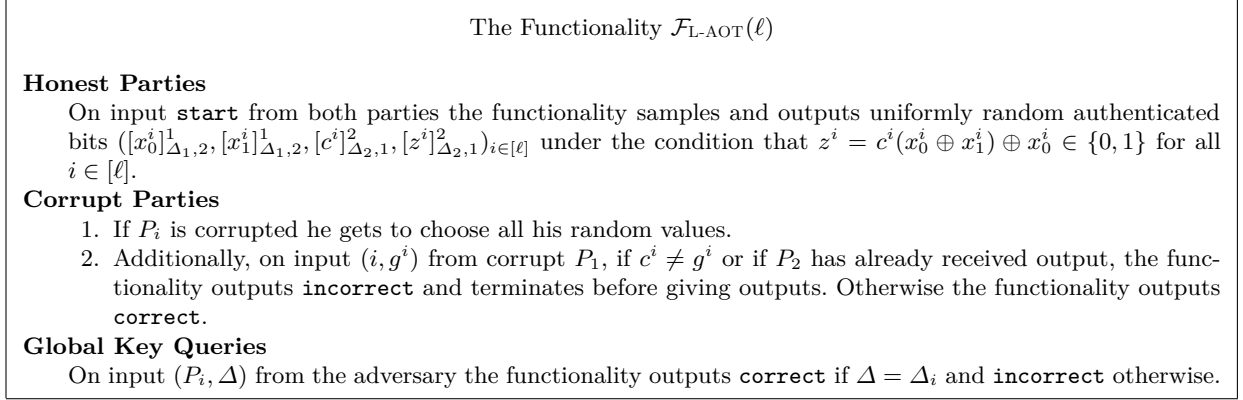 The Functionality $\mathcal{F}_{\text{L-AOT}}(\ell)$
Honest Parties
On input start from both parties the functionality samples and outputs uniformly random authenticated
bits $([x_0^i]^1_{\Delta_1,2}, [x_1^i]^1_{\Delta_1,2}, [c^i]^2_{\Delta_2,1}, [z^i]^2_{\Delta_2,1})_{i\in[\ell]}$ under the condition that $z^i = c^i(x_0^i \oplus x_1^i) \oplus x_0^i \in \{0, 1\}$ for all
$i \in [\ell]$.
Corrupt Parties
1. If $P_i$ is corrupted he gets to choose all his random values.
2. Additionally, on input $(i, g^i)$ from corrupt $P_1$, if $c^i \neq g^i$ or if $P_2$ has already received output, the func-
tionality outputs incorrect and terminates before giving outputs. Otherwise the functionality outputs
correct.
Global Key Queries
On input $(P_i, \Delta)$ from the adversary the functionality outputs correct if $\Delta = \Delta_i$ and incorrect otherwise.